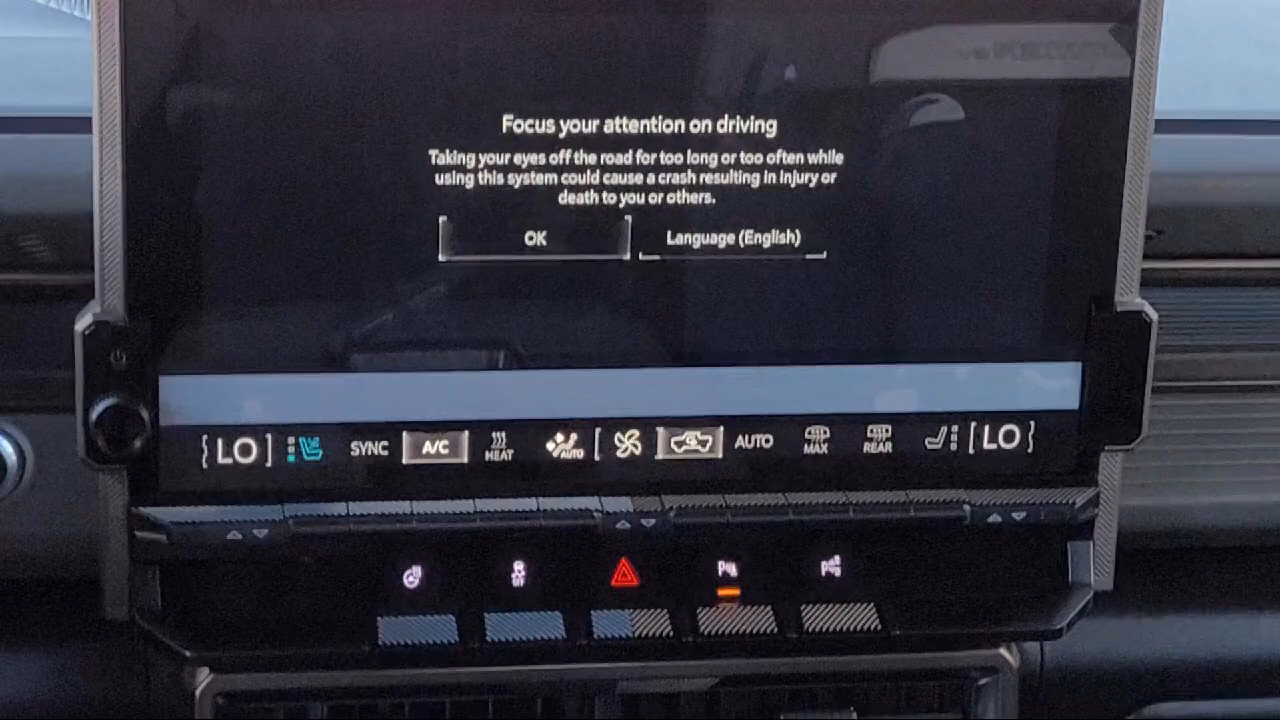 Focus your attention on driving
Taking your eyes off the road for too long or too often while
using this system could cause a crash resulting in injury or
death to you or others.
OK
Language (English)
LO
SYNC
A/C
HEAT
AUTO
AUTO
MAX
REAR
LO
OFF